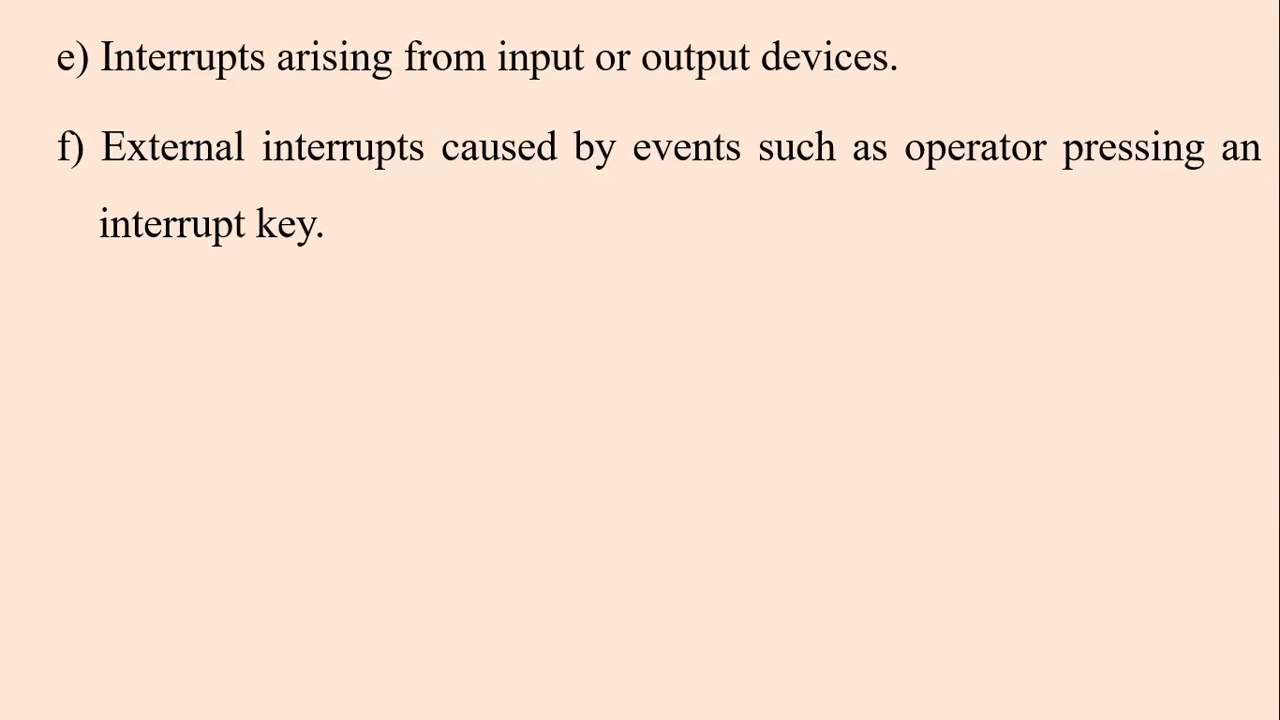 e) Interrupts arising from input or output devices.
f) External interrupts caused by events such as operator pressing an
interrupt key.